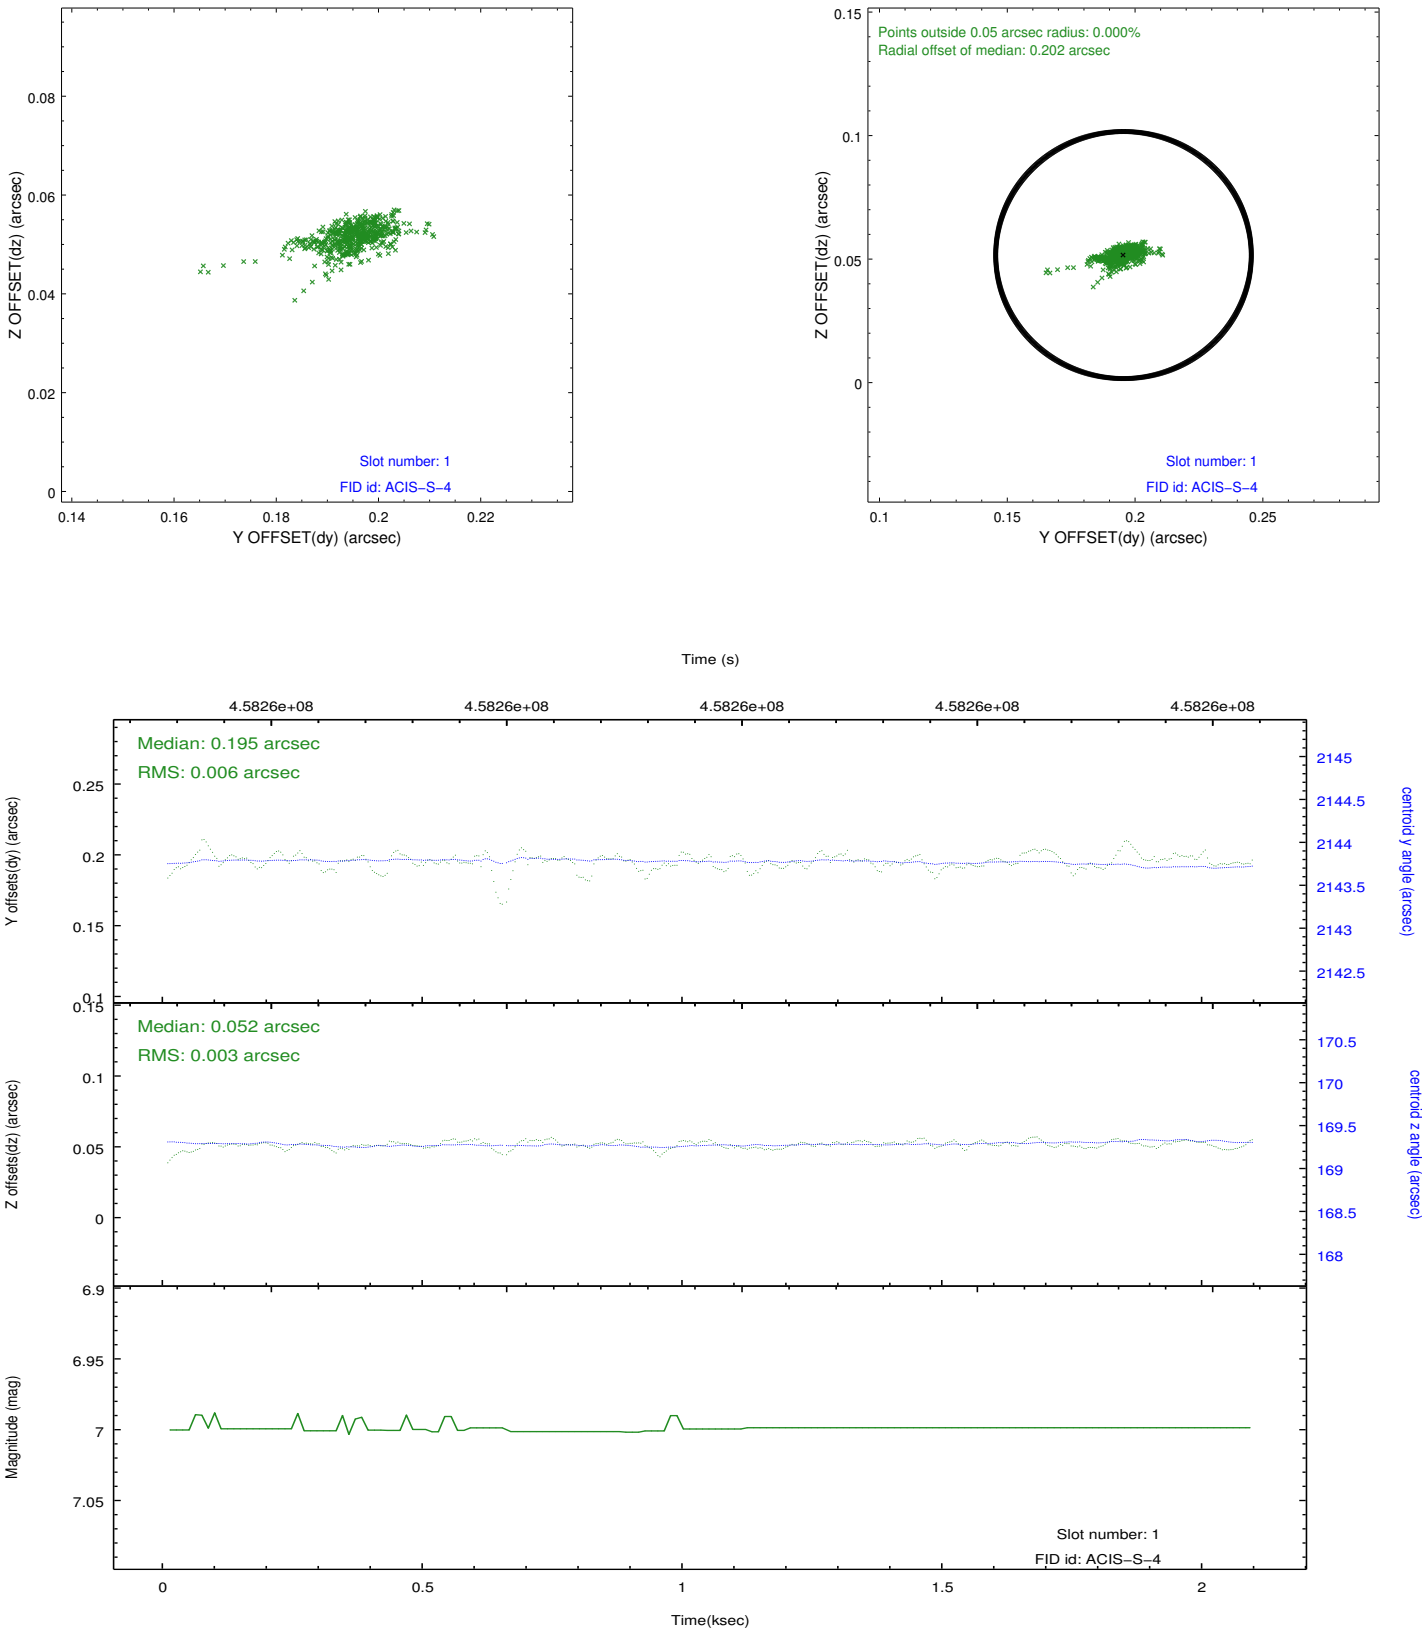 0.08
0.06
0.04
0.02
0
Z OFFSET(dz) (arcsec)
Slot number: 1
FID id: ACIS−S−4
0.14 0.16 0.18 0.2 0.22
Y OFFSET(dy) (arcsec)
0.15
0.1
0.05
0
Z OFFSET(dz) (arcsec)
Points outside 0.05 arcsec radius: 0.000%
Radial offset of median: 0.202 arcsec
Slot number: 1
FID id: ACIS−S−4
0.1 0.15 0.2 0.25
Y OFFSET(dy) (arcsec)
Time (s)
4.5826e+08 4.5826e+08 4.5826e+08 4.5826e+08 4.5826e+08
Median: 0.195 arcsec
RMS: 0.006 arcsec
0.25
0.2
0.15
0.1
Y offsets(dy) (arcsec)
2145
2144.5
2144
2143.5
2143
2142.5
centroid y angle (arcsec)
Median: 0.052 arcsec
RMS: 0.003 arcsec
0.15
0.1
0.05
0
Z offsets(dz) (arcsec)
170.5
170
169.5
169
168.5
168
centroid z angle (arcsec)
6.9
6.95
7
7.05
Magnitude (mag)
Slot number: 1
FID id: ACIS−S−4
0 0.5 1 1.5 2
Time(ksec)